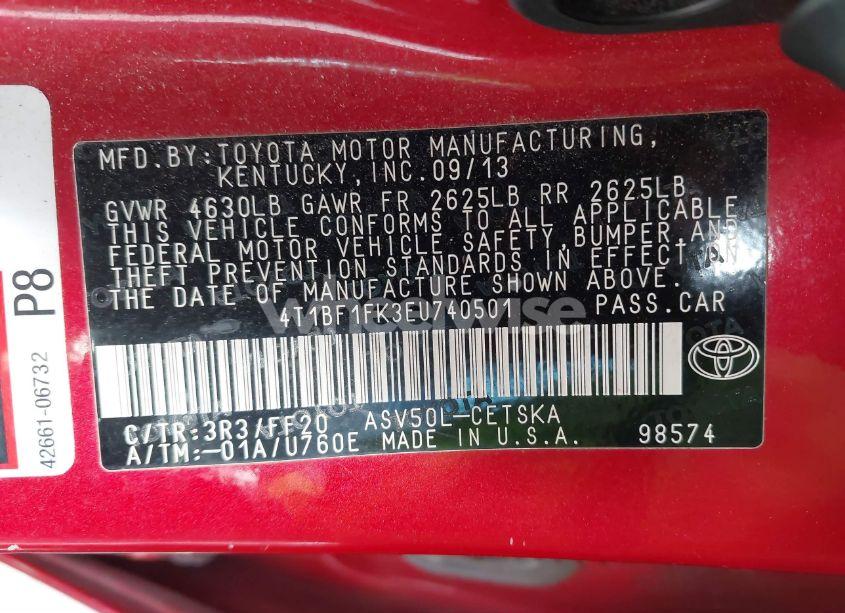 MFD.BY:TOYOTA MOTOR MANUFACTURING,
KENTUCKY,INC.09/13
GVWR 4630LB GAWR FR 2625LB RR 2625LB
THIS VEHICLE CONFORMS TO ALL APPLICABLE
FEDERAL MOTOR VEHICLE SAFETY,BUMPER,AND
THEFT PREVENTION STANDARDS IN EFFECT ON
THE DATE OF MANUFACTURE SHOWN ABOVE.
4T1BF1FK3EU740501 PASS.CAR
Wheelwise
C/TR:3R3/FF20 ASV50L-CETSKA
A/TM:-01A/U760E MADE IN U.S.A. 98574
P8
42661-06732